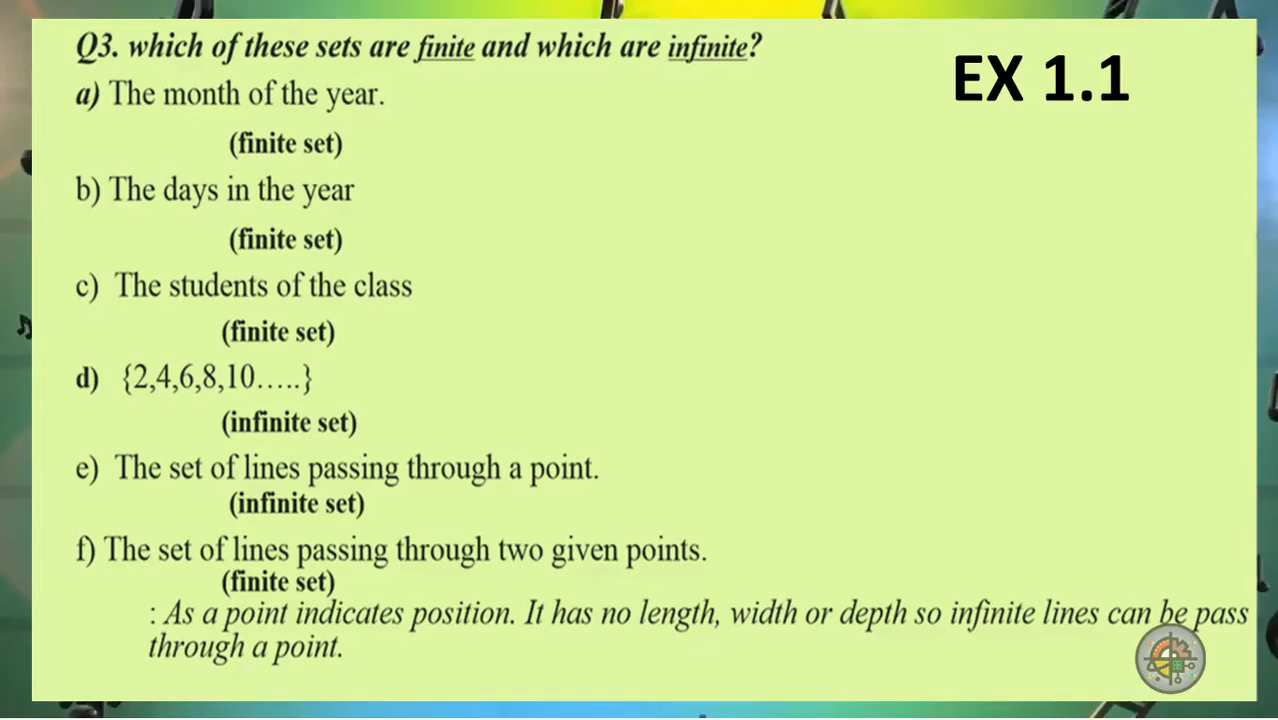 Q3. which of these sets are finite and which are infinite?
EX 1.1
a) The month of the year.
(finite set)
b) The days in the year
(finite set)
c) The students of the class
(finite set)
d) {2,4,6,8,10…..}
(infinite set)
e) The set of lines passing through a point.
(infinite set)
f) The set of lines passing through two given points.
(finite set)
: As a point indicates position. It has no length, width or depth so infinite lines can be pass
through a point.